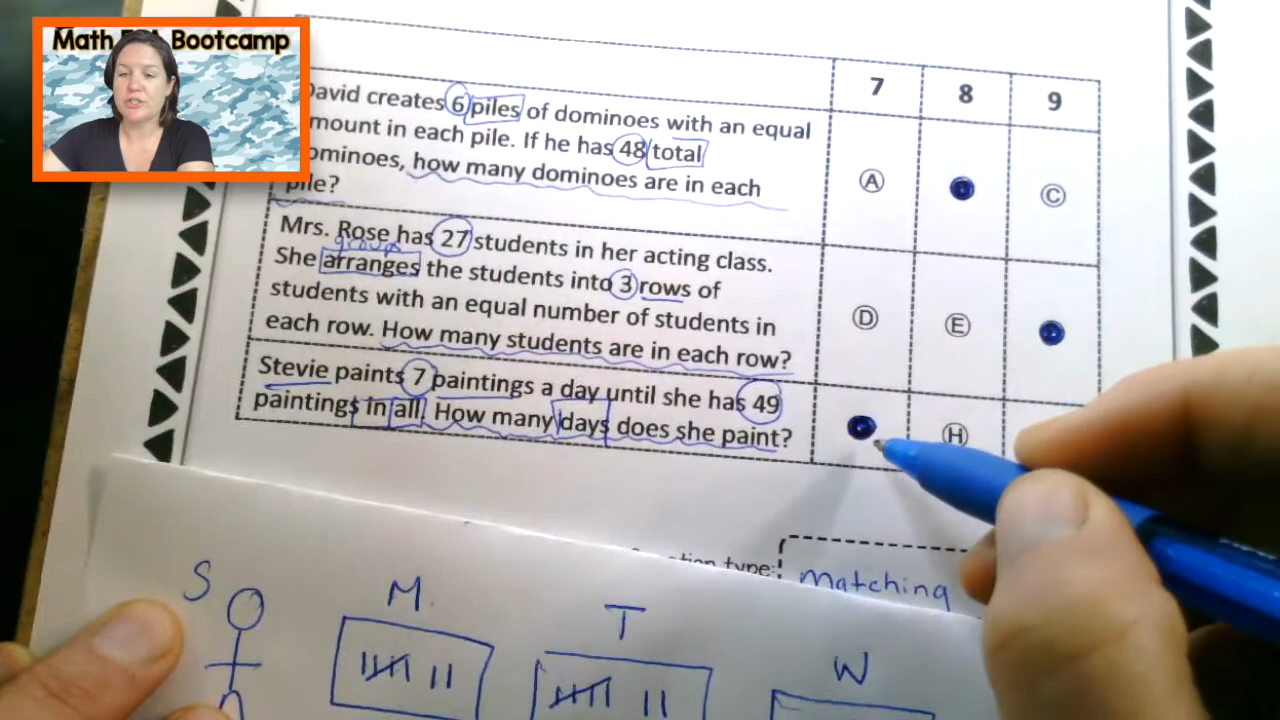 Math Bootcamp
7 8 9
David creates 6 piles of dominoes with an equal
amount in each pile. If he has 48 total
dominoes, how many dominoes are in each
pile?
A C
Mrs. Rose has 27 students in her acting class.
groups
She arranges the students into 3 rows of
students with an equal number of students in
each row. How many students are in each row?
D E
Stevie paints 7 paintings a day until she has 49
paintings in all. How many days does she paint?
H
type:
matching
S M T W